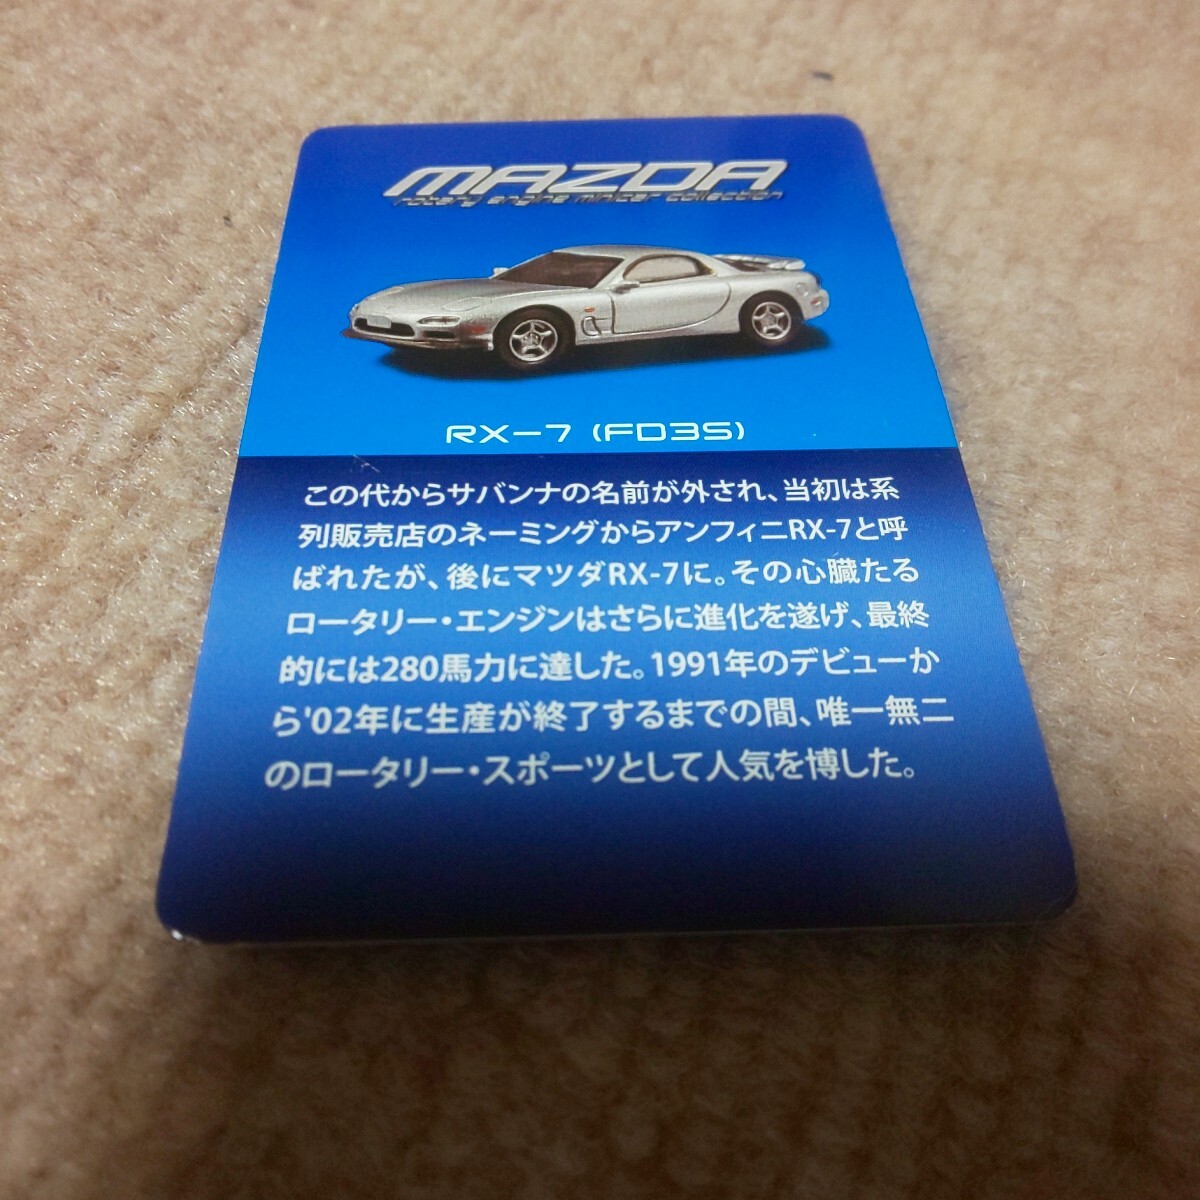 MAZDA
rotary engine minicar collection
RX-7 (FD3S)
この代からサバンナの名前が外され、当初は系
列販売店のネーミングからアンフィニRX-7と呼
ばれたが、後にマツダRX-7に。その心臓たる
ロータリー・エンジンはさらに進化を遂げ、最終
的には280馬力に達した。1991年のデビューか
ら'02年に生産が終了するまでの間、唯一無二
のロータリー・スポーツとして人気を博した。